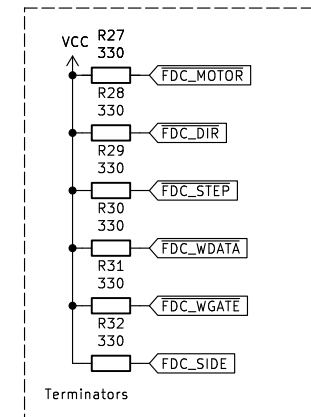 VCC
R27
330
FDC_MOTOR
R28
330
FDC_DIR
R29
330
FDC_STEP
R30
330
FDC_WDATA
R31
330
FDC_WGATE
R32
330
FDC_SIDE
Terminators